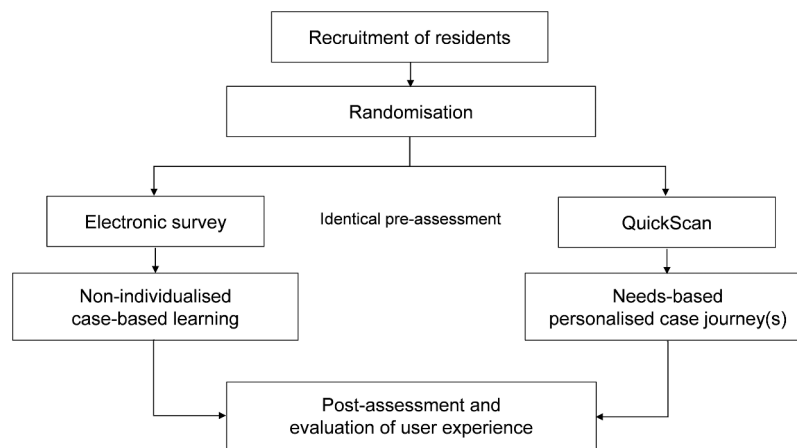 Recruitment of residents
Randomisation
Electronic survey
Identical pre-assessment
QuickScan
Non-individualised
case-based learning
Needs-based
personalised case journey(s)
Post-assessment and
evaluation of user experience